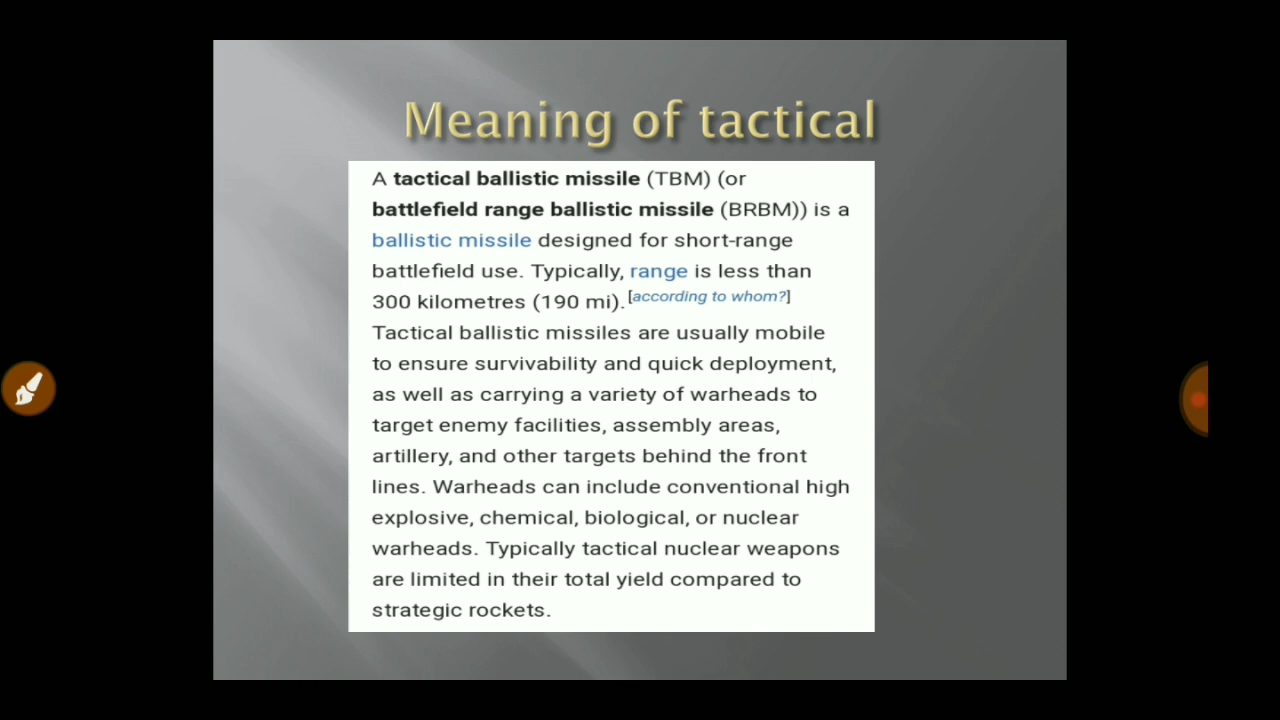 Meaning of tactical
A tactical ballistic missile (TBM) (or
battlefield range ballistic missile (BRBM)) is a
ballistic missile designed for short-range
battlefield use. Typically, range is less than
300 kilometres (190 mi).[according to whom?]
Tactical ballistic missiles are usually mobile
to ensure survivability and quick deployment,
as well as carrying a variety of warheads to
target enemy facilities, assembly areas,
artillery, and other targets behind the front
lines. Warheads can include conventional high
explosive, chemical, biological, or nuclear
warheads. Typically tactical nuclear weapons
are limited in their total yield compared to
strategic rockets.